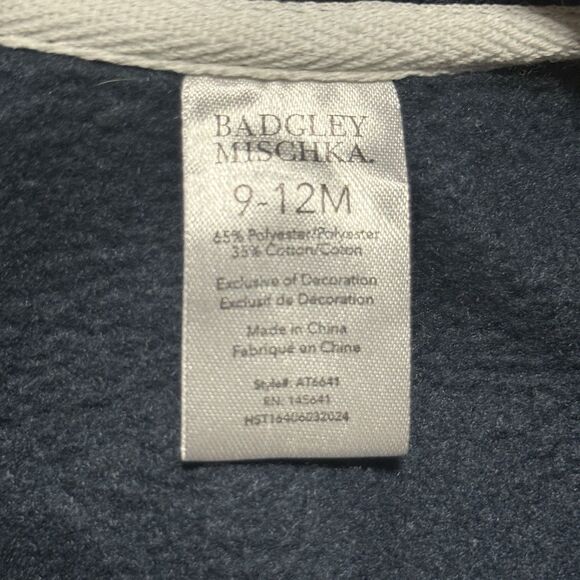 BADGLEY
MISCHKA.
9-12M
65% Polyester/Polyester
35% Cotton/Coton
Exclusive of Decoration
Exclusif de Décoration
Made in China
Fabriqué en China
Style#: AT6641
RN: 145641
HST16406032024